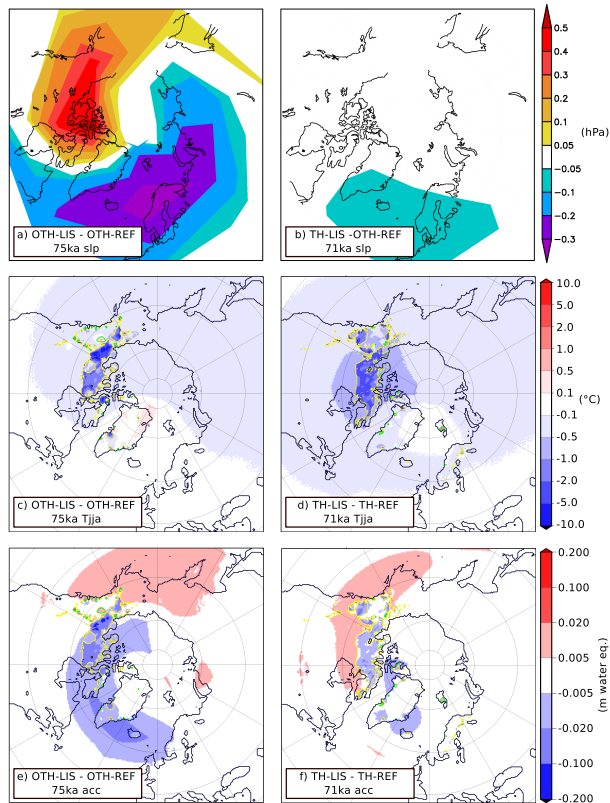 0.5
0.4
0.3
0.2
0.1
0.05
−0.05
−0.1
−0.2
−0.3
(hPa)
a) OTH-LIS - OTH-REF
75ka slp
b) TH-LIS -OTH-REF
71ka slp
10.0
5.0
2.0
1.0
0.5
0.1
-0.1
-0.5
-1.0
-2.0
-5.0
-10.0
(°C)
c) OTH-LIS - OTH-REF
75ka Tjja
d) TH-LIS - TH-REF
71ka Tjja
0.200
0.100
0.020
0.005
-0.005
-0.020
-0.100
-0.200
(m water eq.)
e) OTH-LIS - OTH-REF
75ka acc
f) TH-LIS - TH-REF
71ka acc